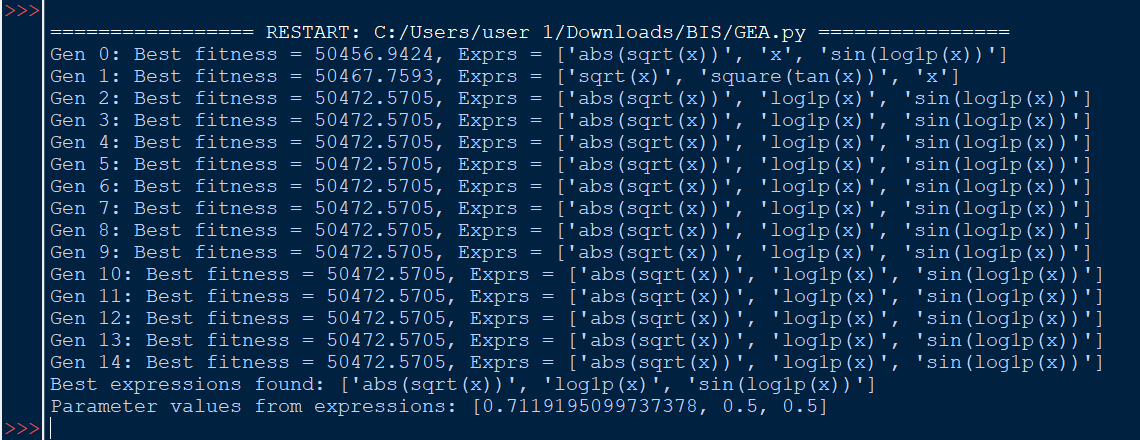 >>>
================= RESTART: C:/Users/user 1/Downloads/BIS/GEA.py ================
Gen 0: Best fitness = 50456.9424, Exprs = ['abs(sqrt(x))', 'x', 'sin(log1p(x))']
Gen 1: Best fitness = 50467.7593, Exprs = ['sqrt(x)', 'square(tan(x))', 'x']
Gen 2: Best fitness = 50472.5705, Exprs = ['abs(sqrt(x))', 'log1p(x)', 'sin(log1p(x))']
Gen 3: Best fitness = 50472.5705, Exprs = ['abs(sqrt(x))', 'log1p(x)', 'sin(log1p(x))']
Gen 4: Best fitness = 50472.5705, Exprs = ['abs(sqrt(x))', 'log1p(x)', 'sin(log1p(x))']
Gen 5: Best fitness = 50472.5705, Exprs = ['abs(sqrt(x))', 'log1p(x)', 'sin(log1p(x))']
Gen 6: Best fitness = 50472.5705, Exprs = ['abs(sqrt(x))', 'log1p(x)', 'sin(log1p(x))']
Gen 7: Best fitness = 50472.5705, Exprs = ['abs(sqrt(x))', 'log1p(x)', 'sin(log1p(x))']
Gen 8: Best fitness = 50472.5705, Exprs = ['abs(sqrt(x))', 'log1p(x)', 'sin(log1p(x))']
Gen 9: Best fitness = 50472.5705, Exprs = ['abs(sqrt(x))', 'log1p(x)', 'sin(log1p(x))']
Gen 10: Best fitness = 50472.5705, Exprs = ['abs(sqrt(x))', 'log1p(x)', 'sin(log1p(x))']
Gen 11: Best fitness = 50472.5705, Exprs = ['abs(sqrt(x))', 'log1p(x)', 'sin(log1p(x))']
Gen 12: Best fitness = 50472.5705, Exprs = ['abs(sqrt(x))', 'log1p(x)', 'sin(log1p(x))']
Gen 13: Best fitness = 50472.5705, Exprs = ['abs(sqrt(x))', 'log1p(x)', 'sin(log1p(x))']
Gen 14: Best fitness = 50472.5705, Exprs = ['abs(sqrt(x))', 'log1p(x)', 'sin(log1p(x))']
Best expressions found: ['abs(sqrt(x))', 'log1p(x)', 'sin(log1p(x))']
Parameter values from expressions: [0.7119195099737378, 0.5, 0.5]
>>>